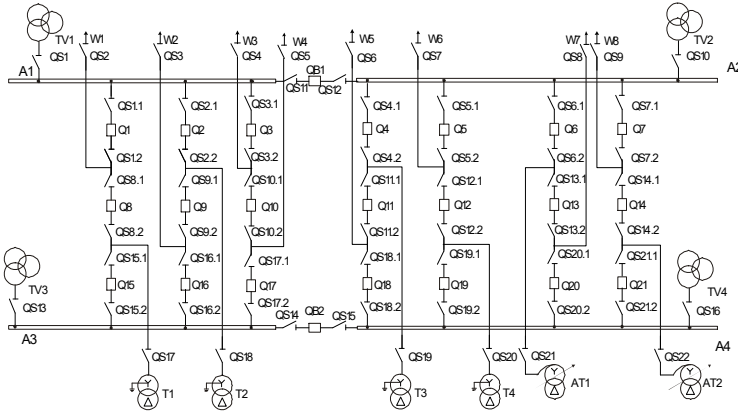 TV1 W1 W2 W3 W4 W5 W6 W7 W8 TV2
QS1 QS2 QS3 QS4 QS5 QS6 QS7 QS8 QS9 QS10
A1 QS11 QB1 QS12 A2
QS1.1 QS2.1 QS3.1 QS4.1 QS5.1 QS6.1 QS7.1
Q1 Q2 Q3 Q4 Q5 Q6 Q7
QS1.2 QS2.2 QS3.2 QS4.2 QS5.2 QS6.2 QS7.2
QS8.1 QS9.1 QS10.1 QS11.1 QS12.1 QS13.1 QS14.1
Q8 Q9 Q10 Q11 Q12 Q13 Q14
QS8.2 QS9.2 QS10.2 QS11.2 QS12.2 QS13.2 QS14.2
QS15.1 QS16.1 QS17.1 QS18.1 QS19.1 QS20.1 QS21.1
TV3 Q15 Q16 Q17 Q18 Q19 Q20 Q21 TV4
QS13 QS15.2 QS16.2 QS17.2 QS18.2 QS19.2 QS20.2 QS21.2 QS16
A3 QS14 QB2 QS15 A4
QS17 QS18 QS19 QS20 QS21 QS22
T1 T2 T3 T4 AT1 AT2